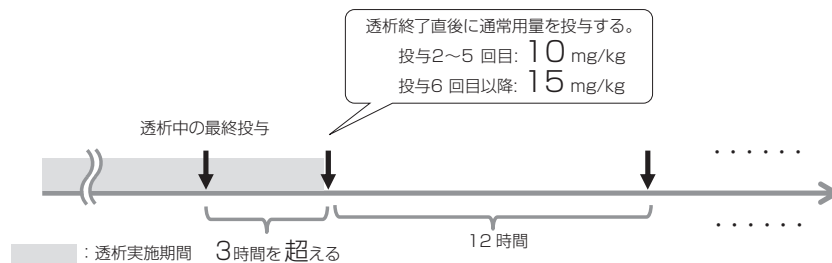 透析終了直後に通常用量を投与する。
投与2〜5 回目: 10 mg/kg
投与6 回目以降: 15 mg/kg
透析中の最終投与
・・・・・・
3時間を超える
12 時間
・・・・・・
：透析実施期間